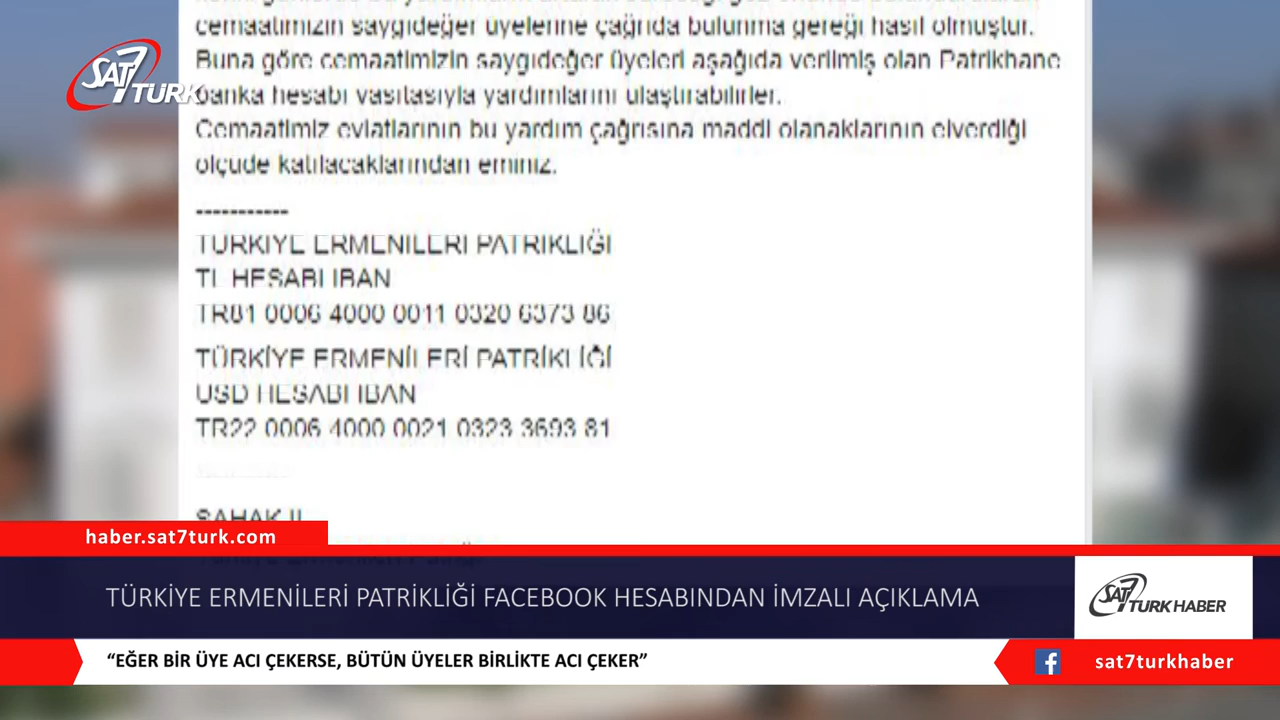 cemaatimizin saygıdeğer üyelerine çağrıda bulunma gereği hasıl olmuştur.
Buna göre cemaatimizin saygıdeğer üyeleri aşağıda verilmiş olan Patrikhane
banka hesabı vasıtasıyla yardımlarını ulaştırabilirler.
Cemaatimiz evlatlarının bu yardım çağrısına maddi olanaklarının elverdiği
ölçüde katılacaklarından eminiz.
-----------
TÜRKİYE ERMENİLERİ PATRİKLİĞİ
TL HESABI IBAN
TR81 0006 4000 0011 0320 6373 86
TÜRKİYE ERMENİLERİ PATRİKLİĞİ
USD HESABI IBAN
TR22 0006 4000 0021 0323 3693 81
SAHAK II
SAT7 TURK
haber.sat7turk.com
TÜRKİYE ERMENİLERİ PATRİKLİĞİ FACEBOOK HESABINDAN İMZALI AÇIKLAMA
SAT7 TURK HABER
“EĞER BİR ÜYE ACI ÇEKERSE, BÜTÜN ÜYELER BİRLİKTE ACI ÇEKER”
f sat7turkhaber